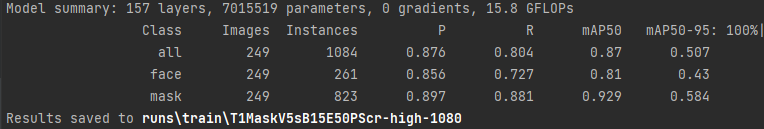 Model summary: 157 layers, 7015519 parameters, 0 gradients, 15.8 GFLOPs
Class Images Instances P R mAP50 mAP50-95: 100%|
all 249 1084 0.876 0.804 0.87 0.507
face 249 261 0.856 0.727 0.81 0.43
mask 249 823 0.897 0.881 0.929 0.584
Results saved to runs\train\T1MaskV5sB15E50PScr-high-1080